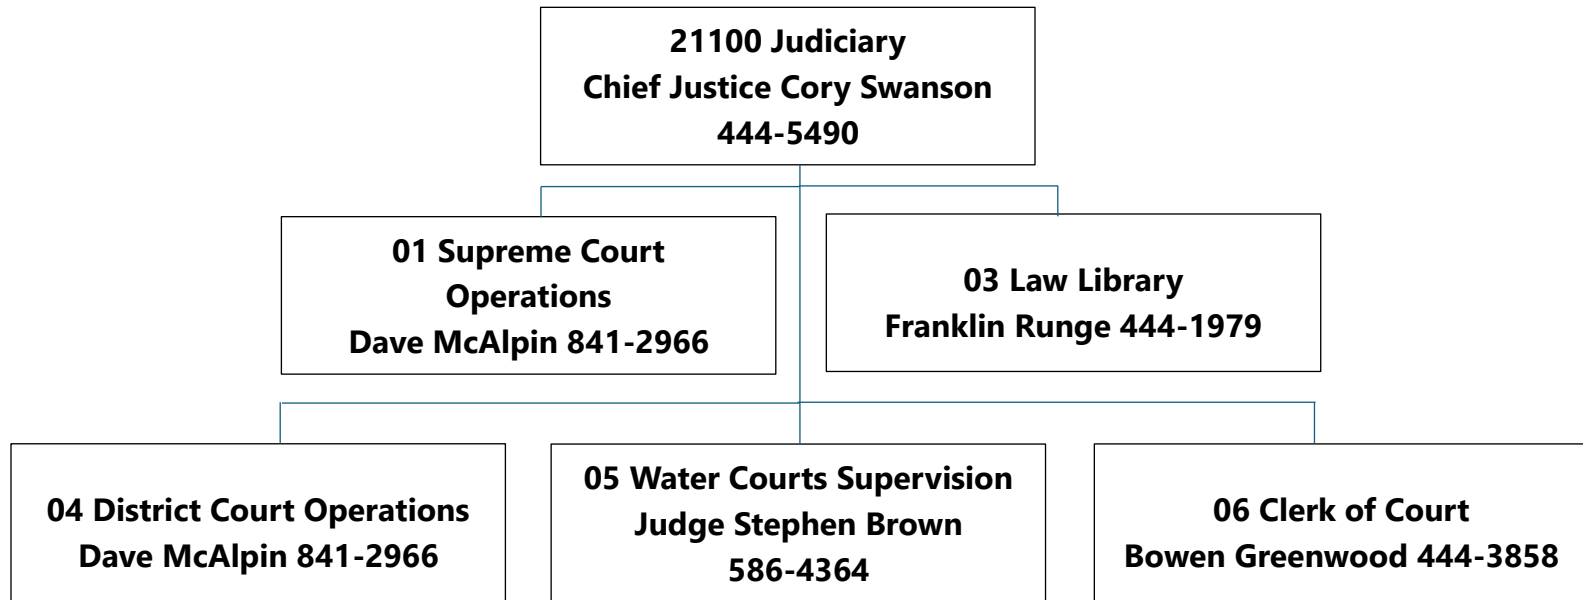 21100 Judiciary
Chief Justice Cory Swanson
444-5490
01 Supreme Court
Operations
Dave McAlpin 841-2966
03 Law Library
Franklin Runge 444-1979
04 District Court Operations
Dave McAlpin 841-2966
05 Water Courts Supervision
Judge Stephen Brown
586-4364
06 Clerk of Court
Bowen Greenwood 444-3858